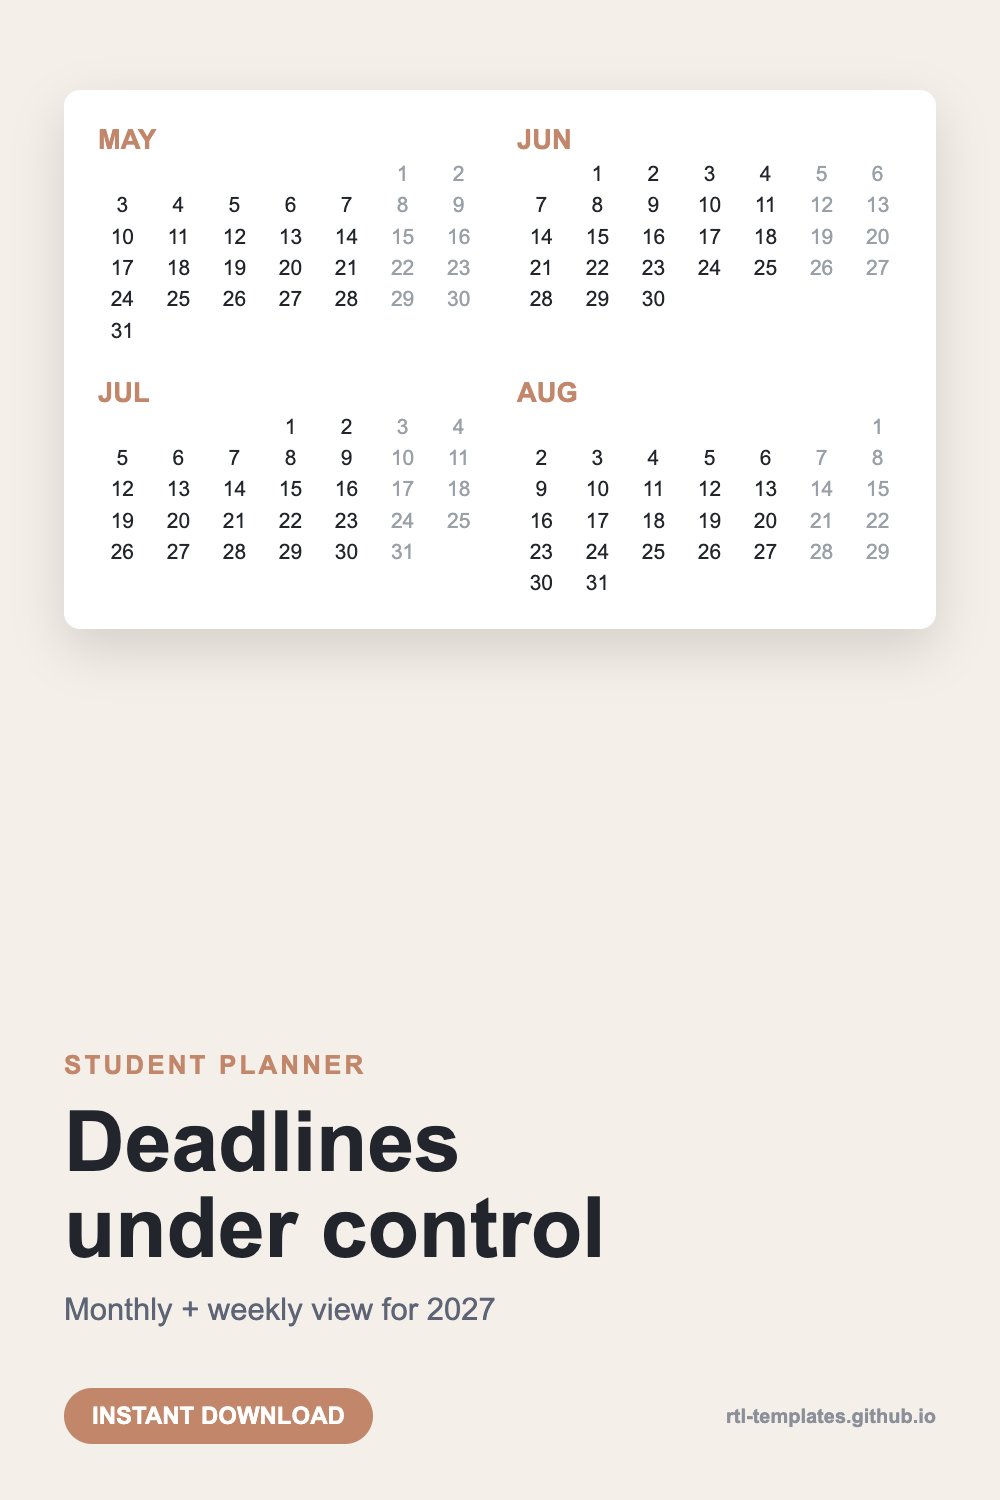 MAY
1 2
3 4 5 6 7 8 9
10 11 12 13 14 15 16
17 18 19 20 21 22 23
24 25 26 27 28 29 30
31
JUN
1 2 3 4 5 6
7 8 9 10 11 12 13
14 15 16 17 18 19 20
21 22 23 24 25 26 27
28 29 30
JUL
1 2 3 4
5 6 7 8 9 10 11
12 13 14 15 16 17 18
19 20 21 22 23 24 25
26 27 28 29 30 31
AUG
1
2 3 4 5 6 7 8
9 10 11 12 13 14 15
16 17 18 19 20 21 22
23 24 25 26 27 28 29
30 31
STUDENT PLANNER
Deadlines
under control
Monthly + weekly view for 2027
INSTANT DOWNLOAD
rtl-templates.github.io